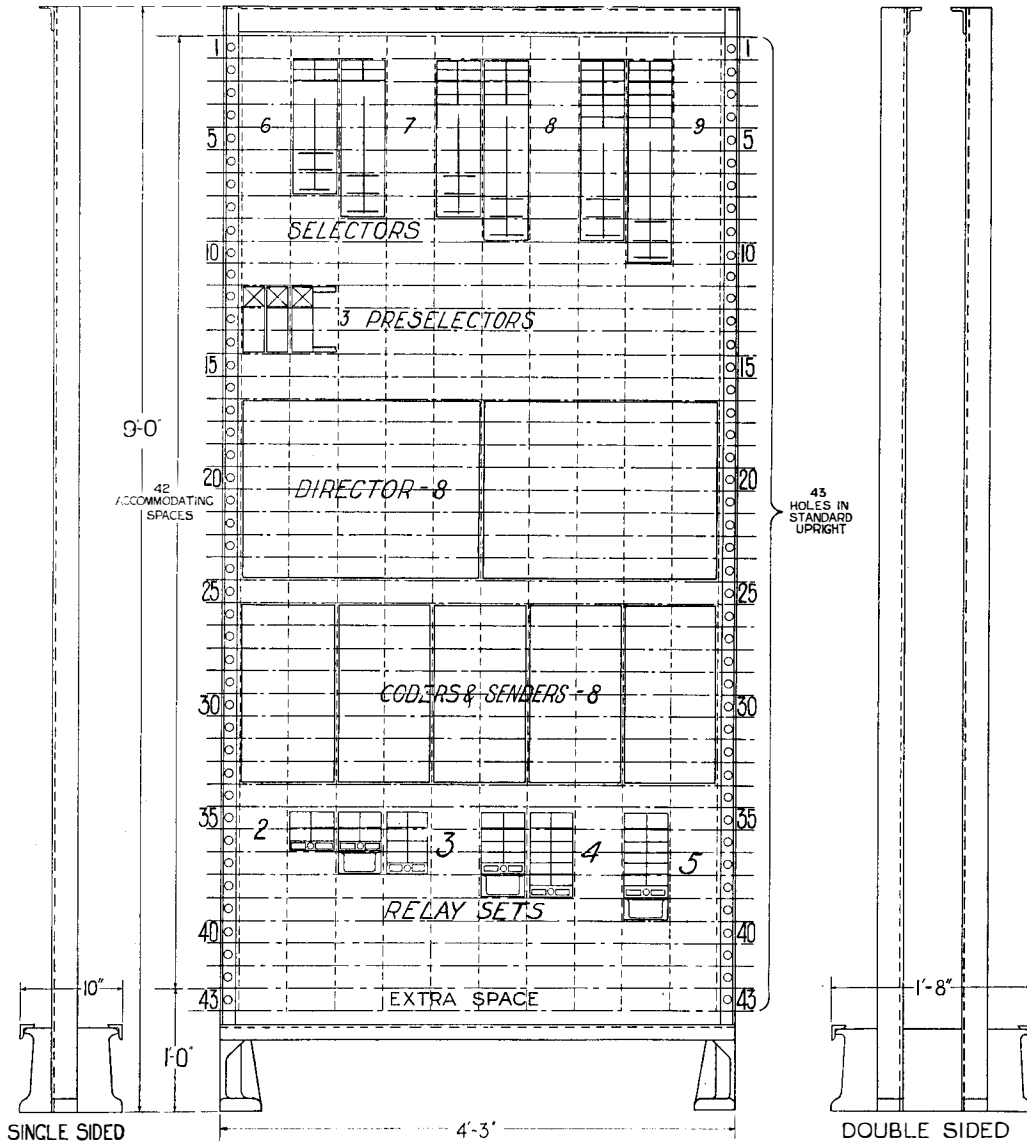 1 1
6 7 8 9
5 5
SELECTORS
10 10
3 PRESELECTORS
15 15
9'-0"
DIRECTOR-8
20 20
42
ACCOMMODATING
SPACES
43
HOLES IN
STANDARD
UPRIGHT
25 25
CODERS & SENDERS-8
30 30
35 35
2 3 4 5
RELAY SETS
40 40
10"
1'-8"
43 EXTRA SPACE 43
1'-0"
4'-3"
SINGLE SIDED
DOUBLE SIDED